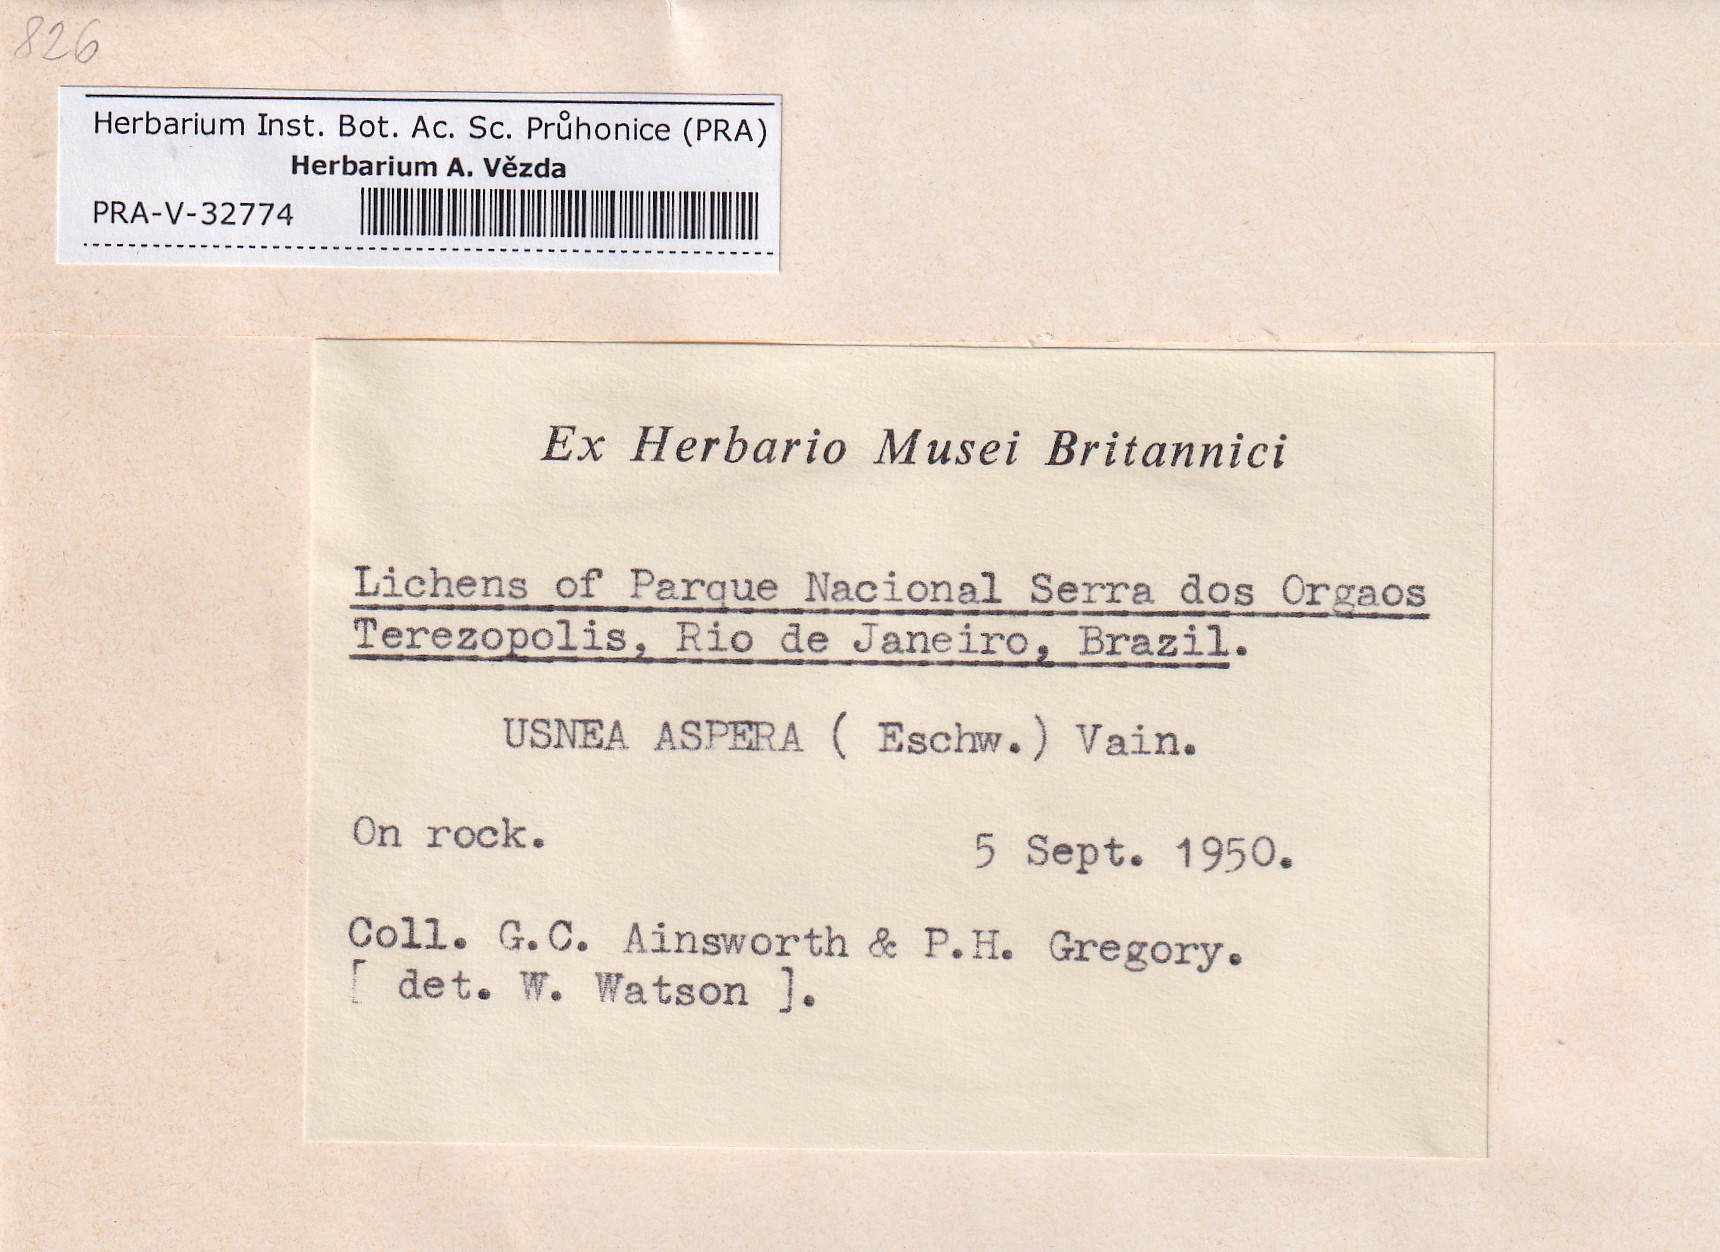 826
Herbarium Inst. Bot. Ac. Sc. Průhonice (PRA)
Herbarium A. Vězda
PRA-V-32774
Ex Herbario Musei Britannici
Lichens of Parque Nacional Serra dos Orgaos
Terezopolis, Rio de Janeiro, Brazil.
USNEA ASPERA ( Eschw.) Vain.
On rock.
5 Sept. 1950.
Coll. G.C. Ainsworth & P.H. Gregory.
[ det. W. Watson ].